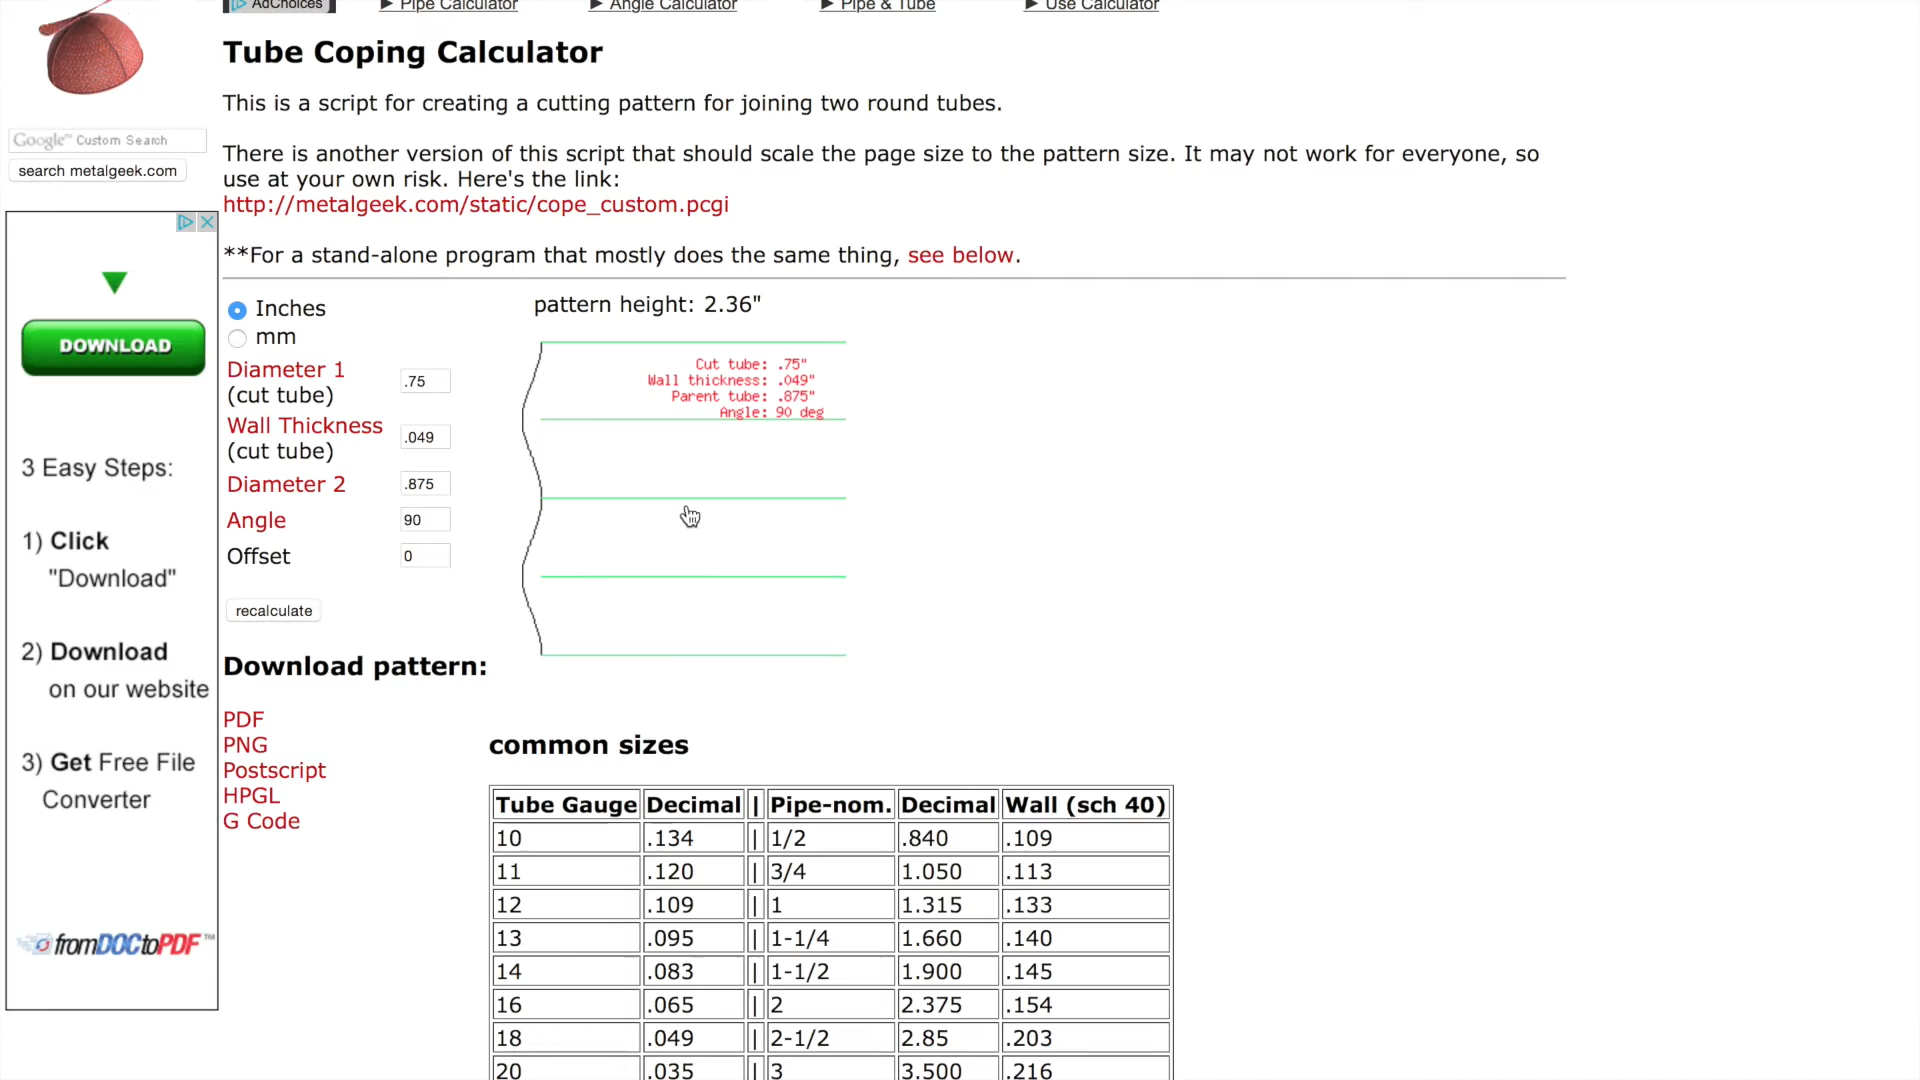 AdChoices
► Pipe Calculator
► Angle Calculator
► Pipe & Tube
► Use Calculator
Tube Coping Calculator
This is a script for creating a cutting pattern for joining two round tubes.
Google™ Custom Search
search metalgeek.com
There is another version of this script that should scale the page size to the pattern size. It may not work for everyone, so
use at your own risk. Here's the link:
http://metalgeek.com/static/cope_custom.pcgi
**For a stand-alone program that mostly does the same thing, see below.
DOWNLOAD
3 Easy Steps:
1) Click
"Download"
2) Download
on our website
3) Get Free File
Converter
fromDOCtoPDF™
Inches
mm
Diameter 1
(cut tube)
.75
Wall Thickness
(cut tube)
.049
Diameter 2
.875
Angle
90
Offset
0
recalculate
pattern height: 2.36"
Cut tube: .75"
Wall thickness: .049"
Parent tube: .875"
Angle: 90 deg
Download pattern:
PDF
PNG
Postscript
HPGL
G Code
common sizes
Tube Gauge Decimal | Pipe-nom. Decimal Wall (sch 40)
10 .134 | 1/2 .840 .109
11 .120 | 3/4 1.050 .113
12 .109 | 1 1.315 .133
13 .095 | 1-1/4 1.660 .140
14 .083 | 1-1/2 1.900 .145
16 .065 | 2 2.375 .154
18 .049 | 2-1/2 2.85 .203
20 .035 | 3 3.500 .216